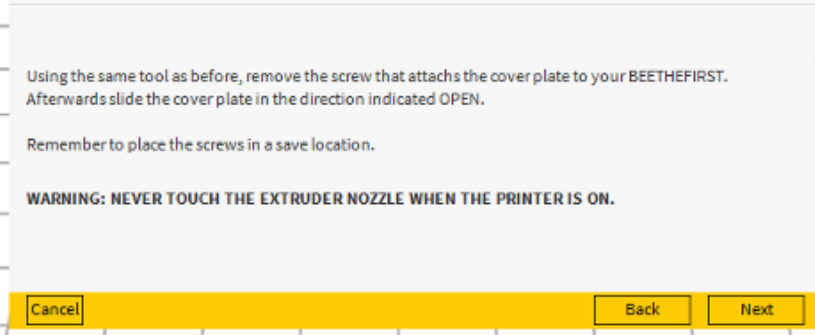 Using the same tool as before, remove the screw that attachs the cover plate to your BEETHEFIRST.
Afterwards slide the cover plate in the direction indicated OPEN.
Remember to place the screws in a save location.
WARNING: NEVER TOUCH THE EXTRUDER NOZZLE WHEN THE PRINTER IS ON.
Cancel Back Next